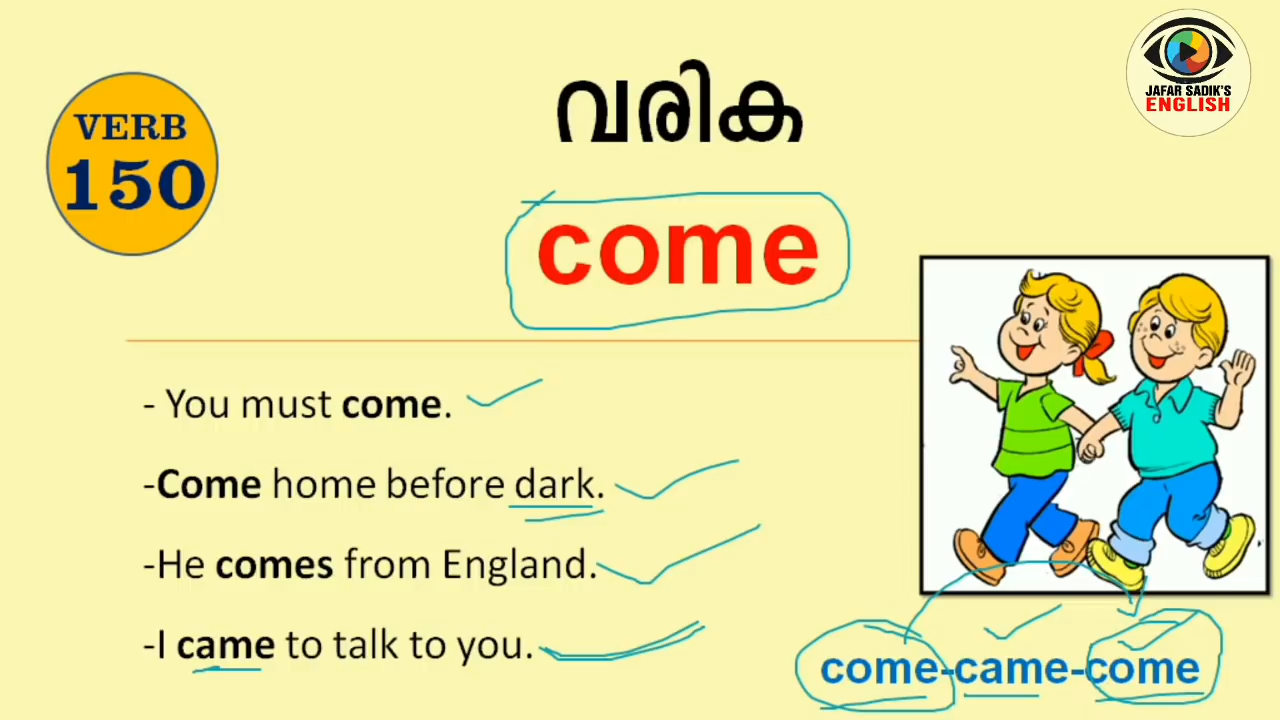 VERB
150
വരിക
come
JAFAR SADIK'S
ENGLISH
- You must come.
-Come home before dark.
-He comes from England.
-I came to talk to you.
come-came-come